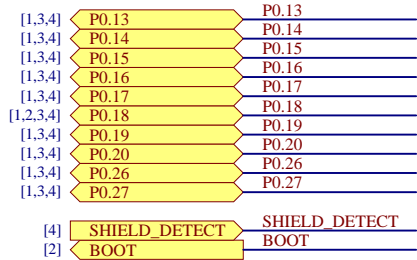 [1,3,4] P0.13 P0.13
[1,3,4] P0.14 P0.14
[1,3,4] P0.15 P0.15
[1,3,4] P0.16 P0.16
[1,3,4] P0.17 P0.17
[1,2,3,4] P0.18 P0.18
[1,3,4] P0.19 P0.19
[1,3,4] P0.20 P0.20
[1,3,4] P0.26 P0.26
[1,3,4] P0.27 P0.27
[4] SHIELD_DETECT SHIELD_DETECT
[2] BOOT BOOT